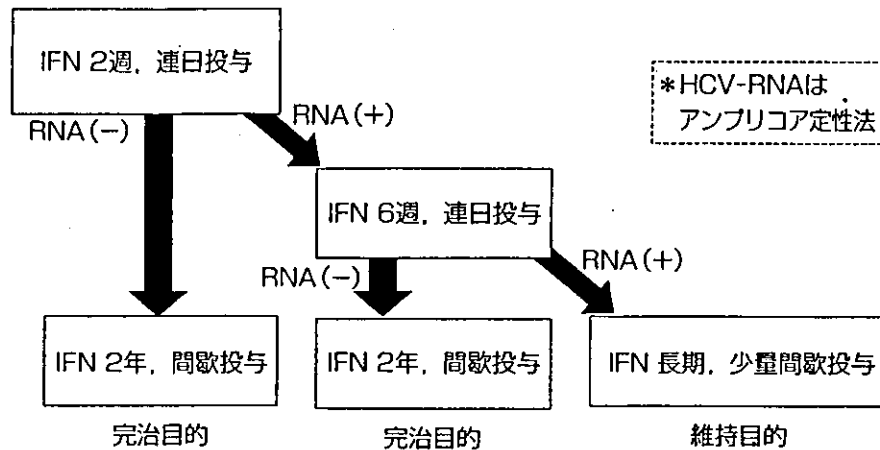 IFN 2週，連日投与
*HCV-RNAは
アンプリコア定性法
RNA(−)
RNA(+)
IFN 6週，連日投与
RNA(−)
RNA(+)
IFN 2年，間歇投与
IFN 2年，間歇投与
IFN 長期，少量間歇投与
完治目的
完治目的
維持目的